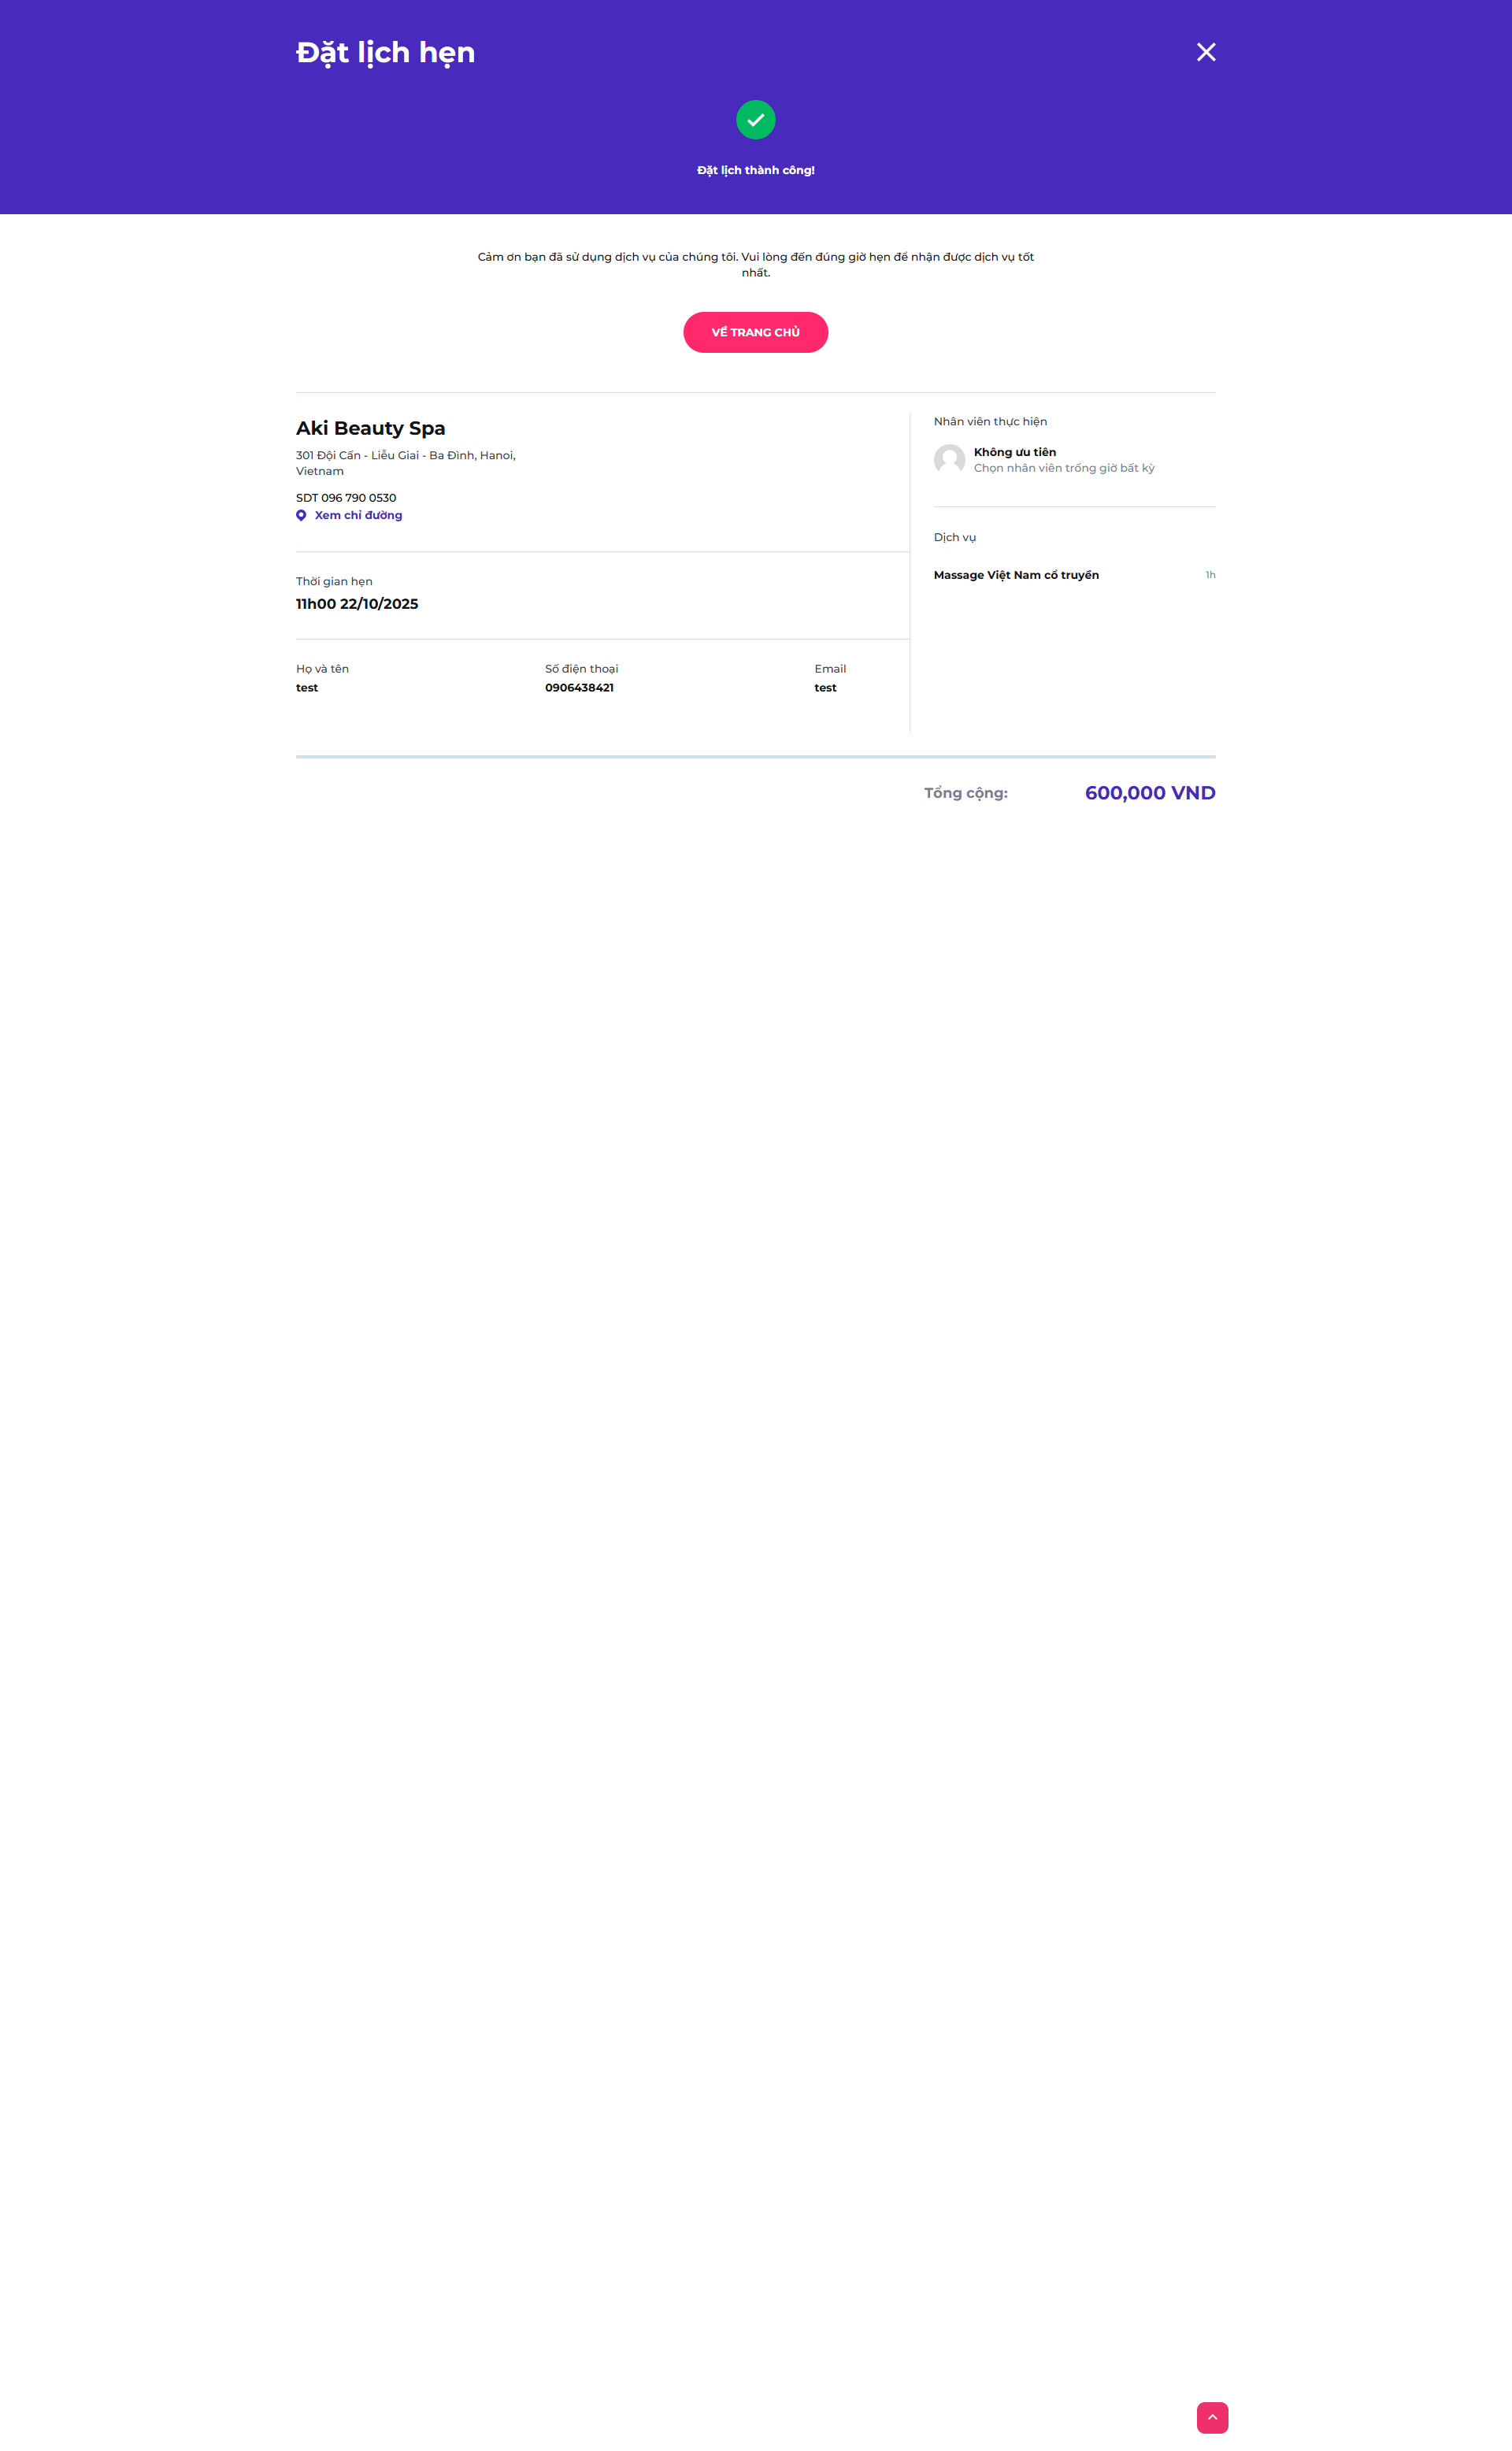 Đặt lịch hẹn
Đặt lịch thành công!
Cảm ơn bạn đã sử dụng dịch vụ của chúng tôi. Vui lòng đến đúng giờ hẹn để nhận được dịch vụ tốt
nhất.
VỀ TRANG CHỦ
Aki Beauty Spa
301 Đội Cấn - Liễu Giai - Ba Đình, Hanoi,
Vietnam
SDT 096 790 0530
Xem chỉ đường
Thời gian hẹn
11h00 22/10/2025
Họ và tên
test
Số điện thoại
0906438421
Email
test
Nhân viên thực hiện
Không ưu tiên
Chọn nhân viên trống giờ bất kỳ
Dịch vụ
Massage Việt Nam cổ truyền
1h
Tổng cộng:
600,000 VND